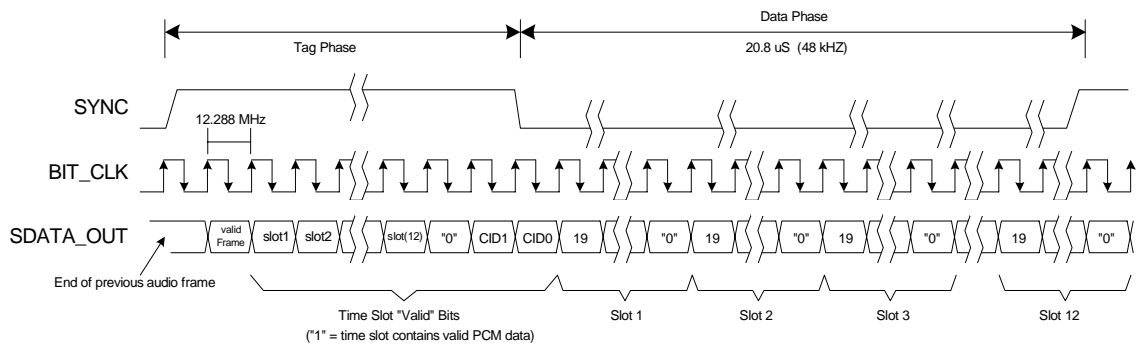 Tag Phase
Data Phase
20.8 uS (48 kHZ)
SYNC
12.288 MHz
BIT_CLK
SDATA_OUT
valid
Frame
slot1
slot2
slot(12)
"0"
CID1
CID0
19
"0"
19
"0"
19
"0"
19
"0"
End of previous audio frame
Time Slot "Valid" Bits
("1" = time slot contains valid PCM data)
Slot 1
Slot 2
Slot 3
Slot 12